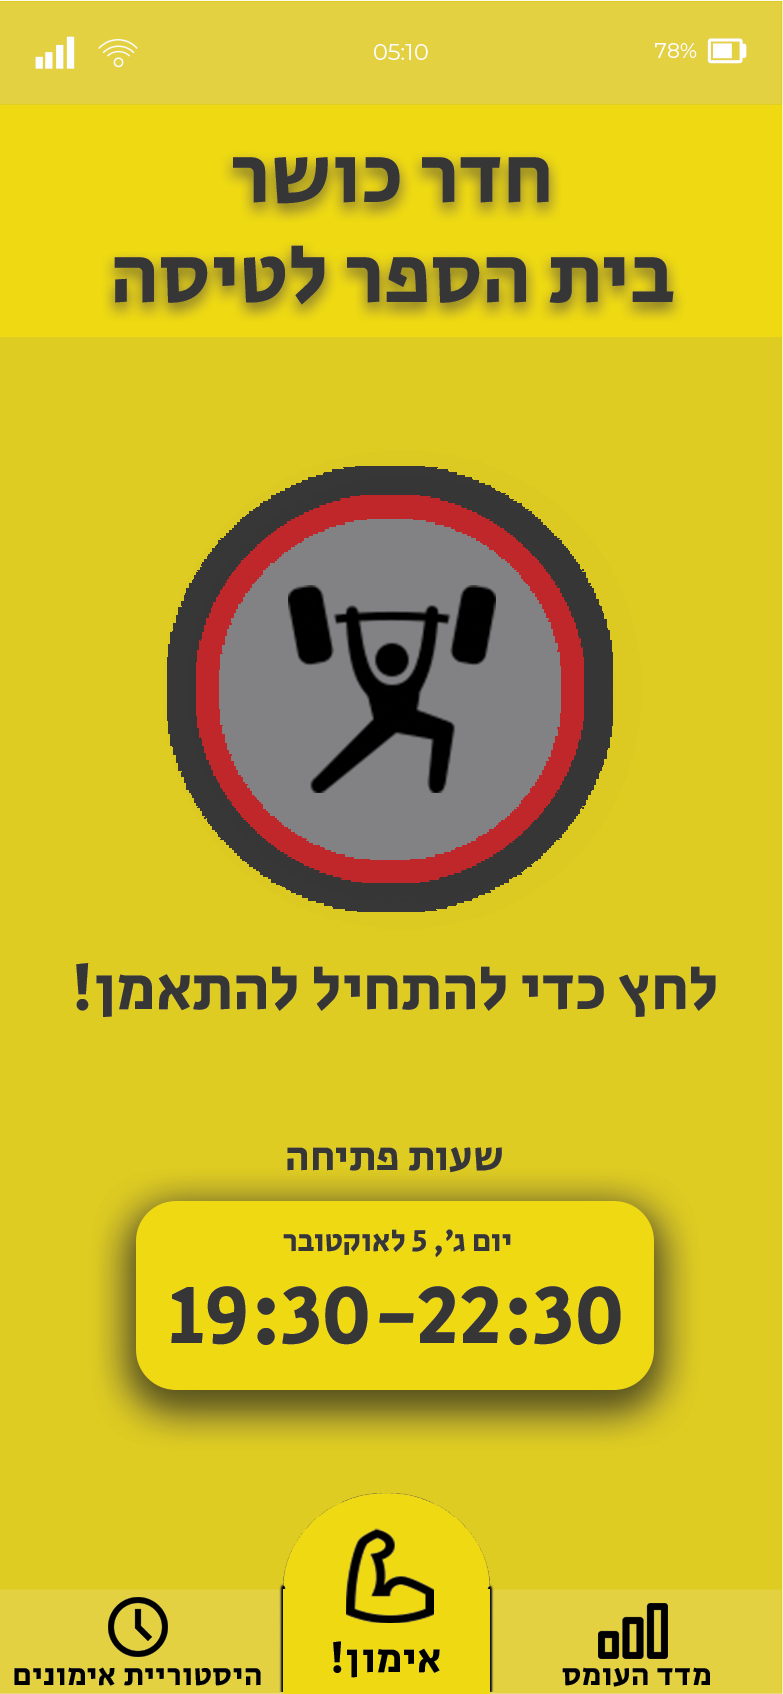 05:10
78%
חדר כושר
בית הספר לטיסה
לחץ כדי להתחיל להתאמן!
שעות פתיחה
יום ג', 5 לאוקטובר
19:30-22:30
מדד העומס
אימון!
היסטוריית אימונים